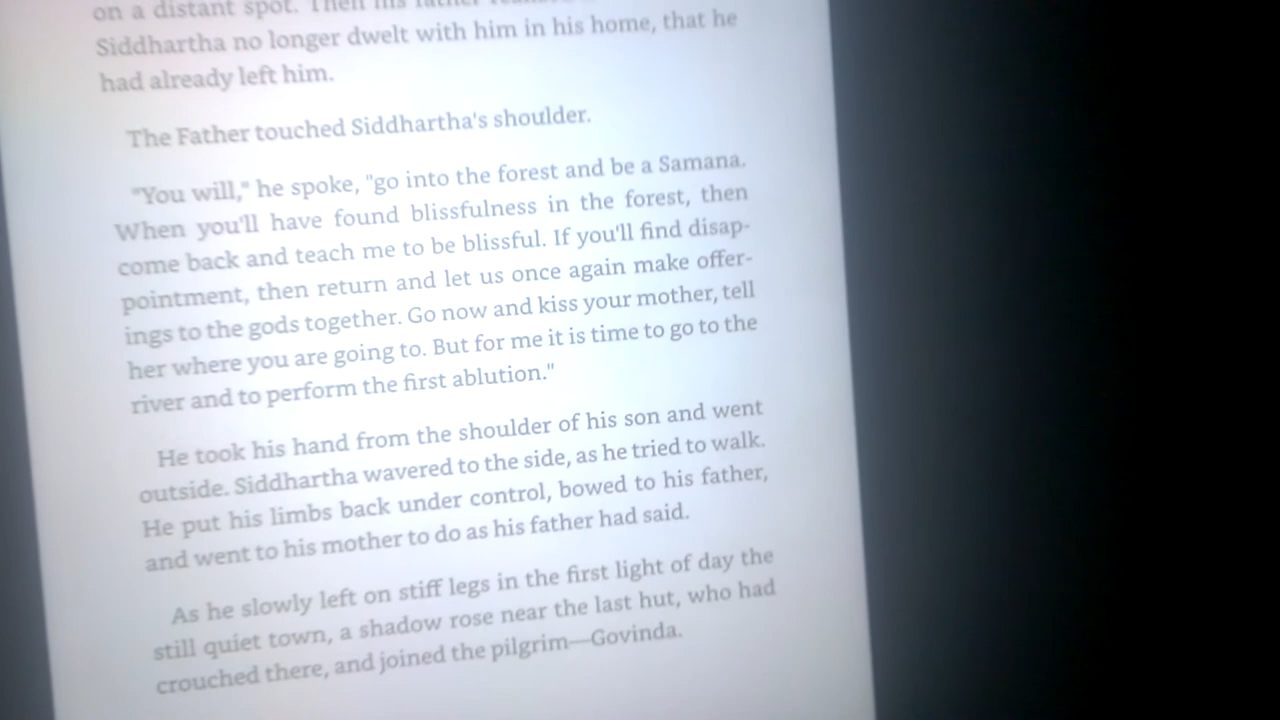 on a distant spot. Then his father
Siddhartha no longer dwelt with him in his home, that he
had already left him.
The Father touched Siddhartha's shoulder.
"You will," he spoke, "go into the forest and be a Samana.
When you'll have found blissfulness in the forest, then
come back and teach me to be blissful. If you'll find disap-
pointment, then return and let us once again make offer-
ings to the gods together. Go now and kiss your mother, tell
her where you are going to. But for me it is time to go to the
river and to perform the first ablution."
He took his hand from the shoulder of his son and went
outside. Siddhartha wavered to the side, as he tried to walk.
He put his limbs back under control, bowed to his father,
and went to his mother to do as his father had said.
As he slowly left on stiff legs in the first light of day the
still quiet town, a shadow rose near the last hut, who had
crouched there, and joined the pilgrim—Govinda.